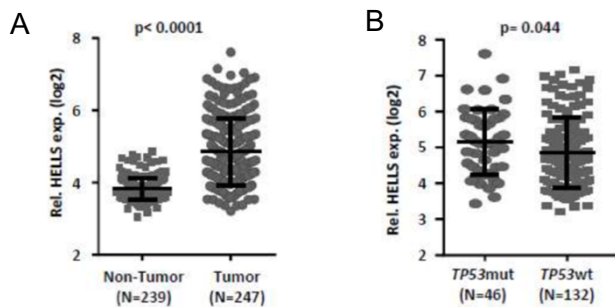 A
p< 0.0001
Rel. HELLS exp. (log2)
8
6
4
2
Non-Tumor
(N=239)
Tumor
(N=247)
B
p= 0.044
Rel. HELLS exp. (log2)
8
7
6
5
4
3
2
TP53mut
(N=46)
TP53wt
(N=132)